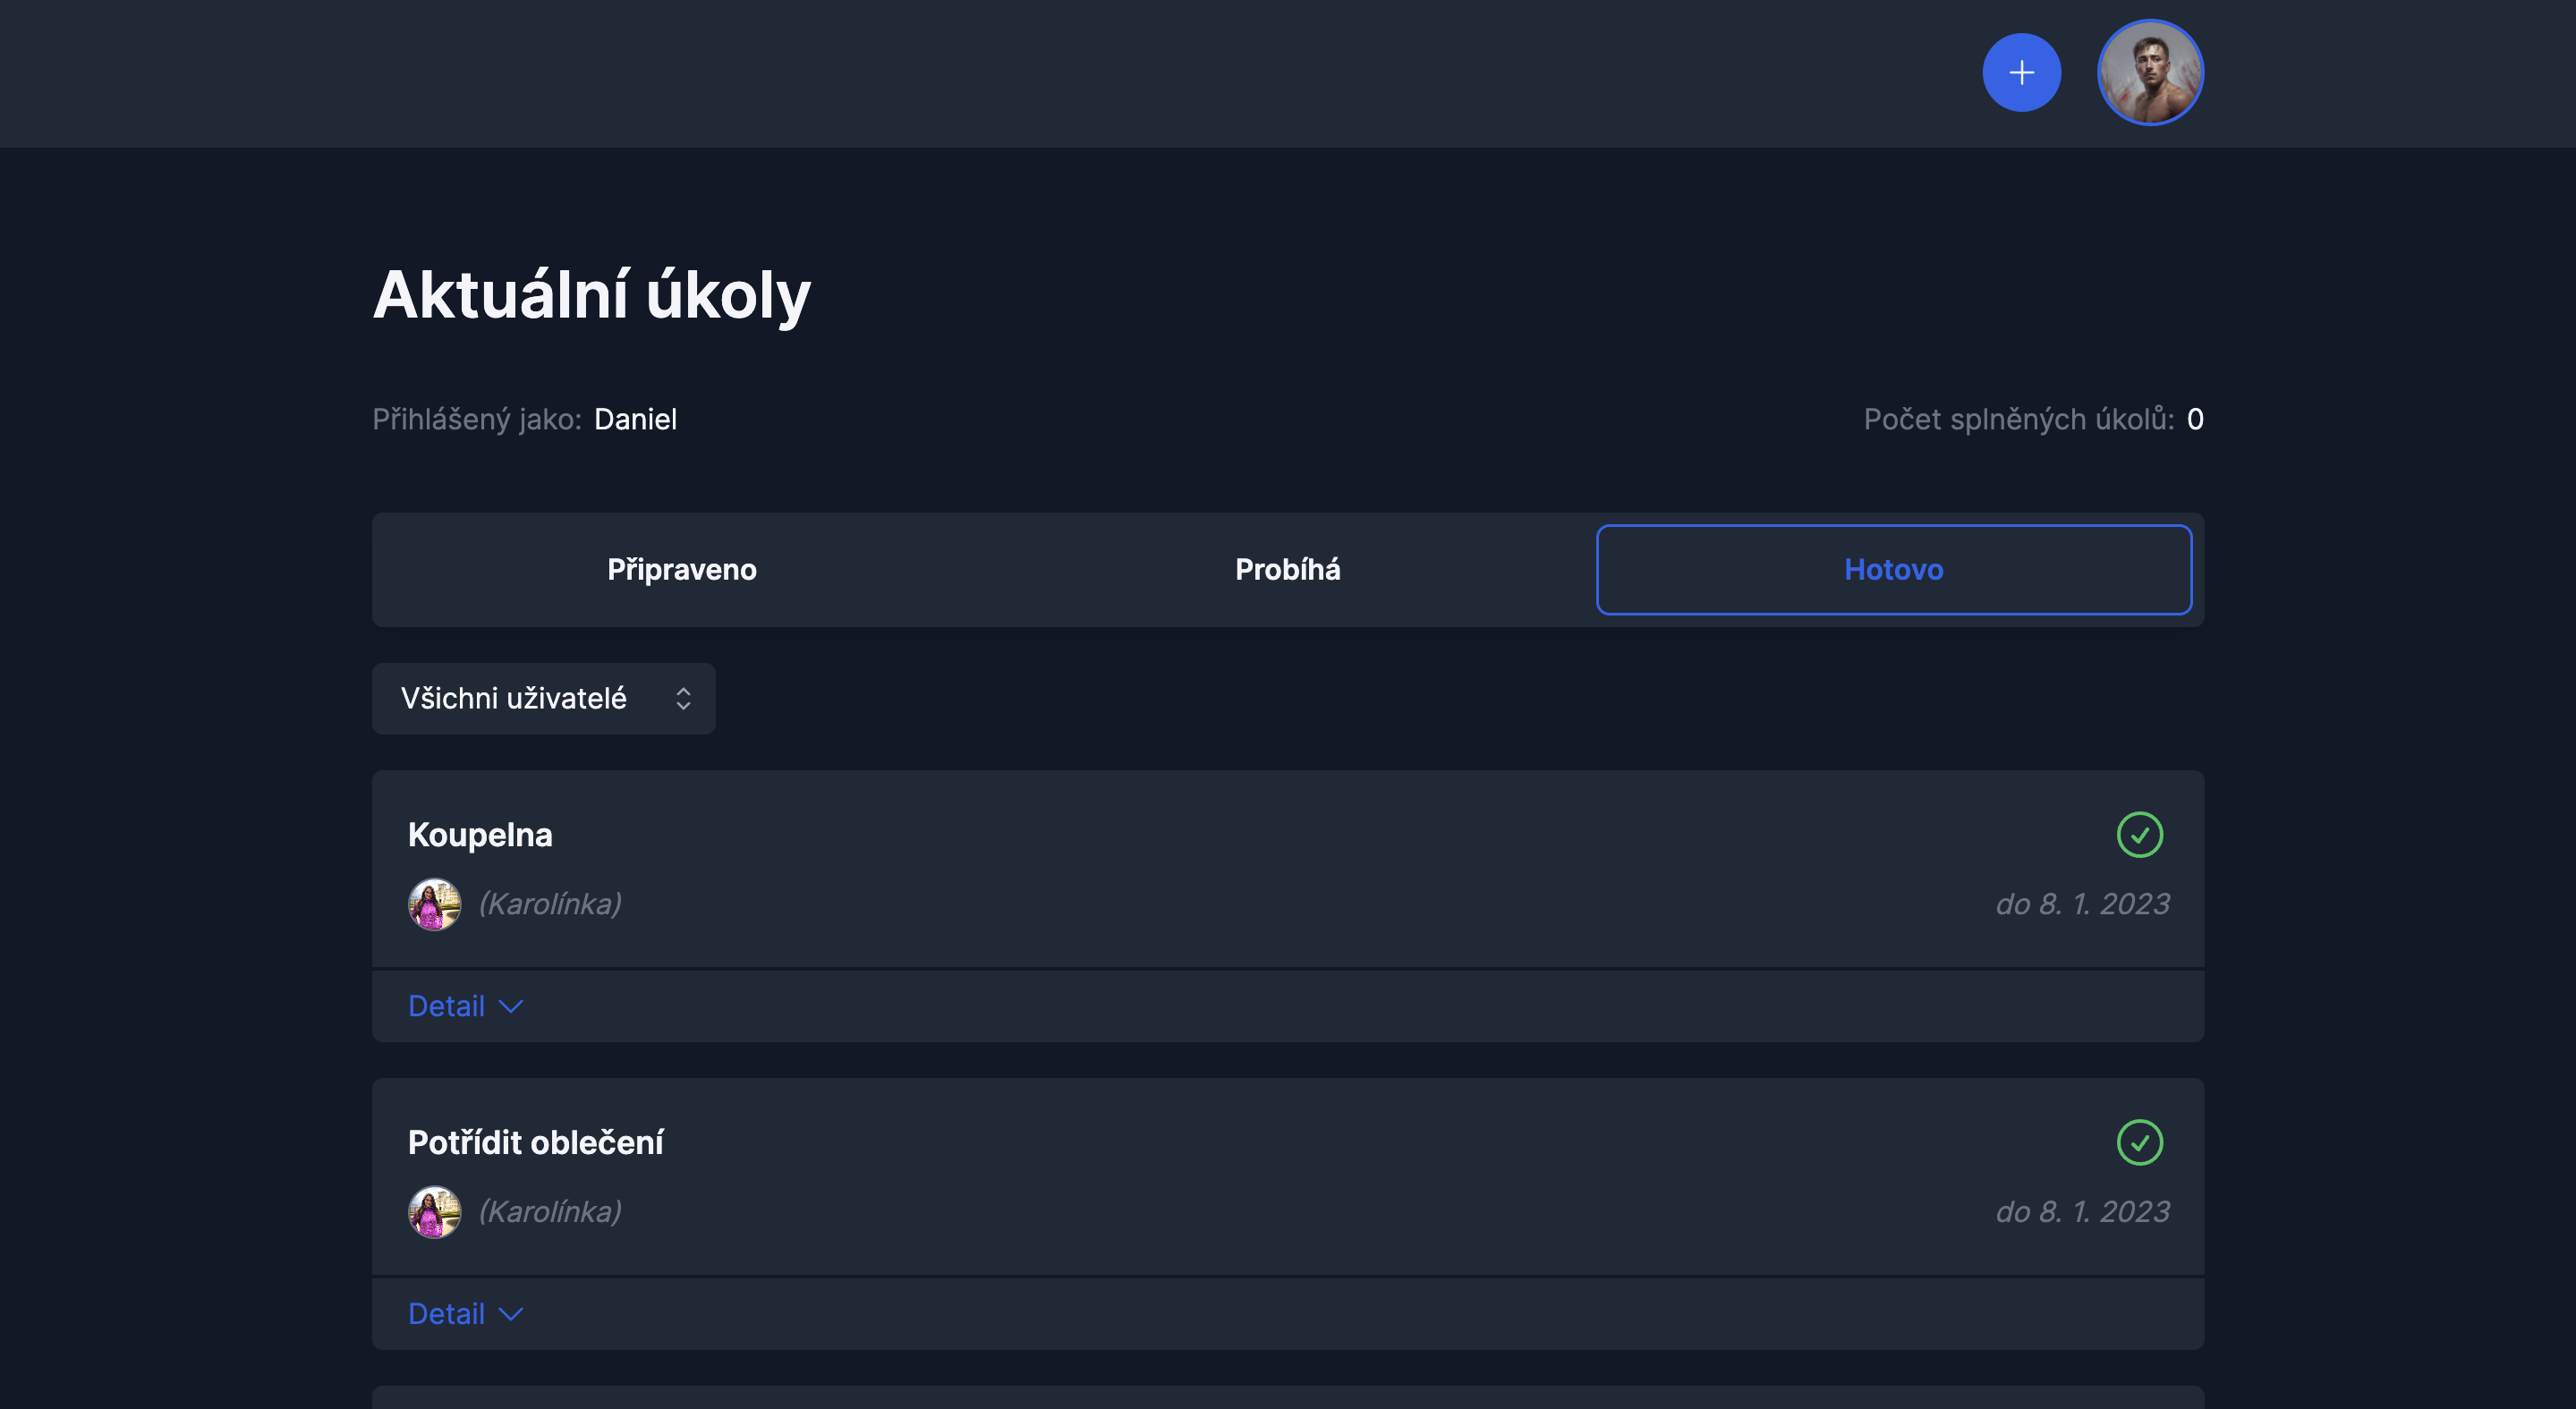 Aktuální úkoly
Přihlášený jako: Daniel
Počet splněných úkolů: 0
Připraveno
Probíhá
Hotovo
Všichni uživatelé
Koupelna
(Karolínka)
do 8. 1. 2023
Detail
Potřídit oblečení
(Karolínka)
do 8. 1. 2023
Detail